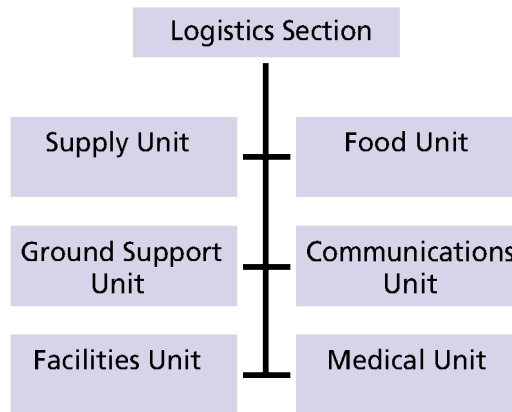 Logistics Section
Supply Unit
Food Unit
Ground Support
Unit
Communications
Unit
Facilities Unit
Medical Unit